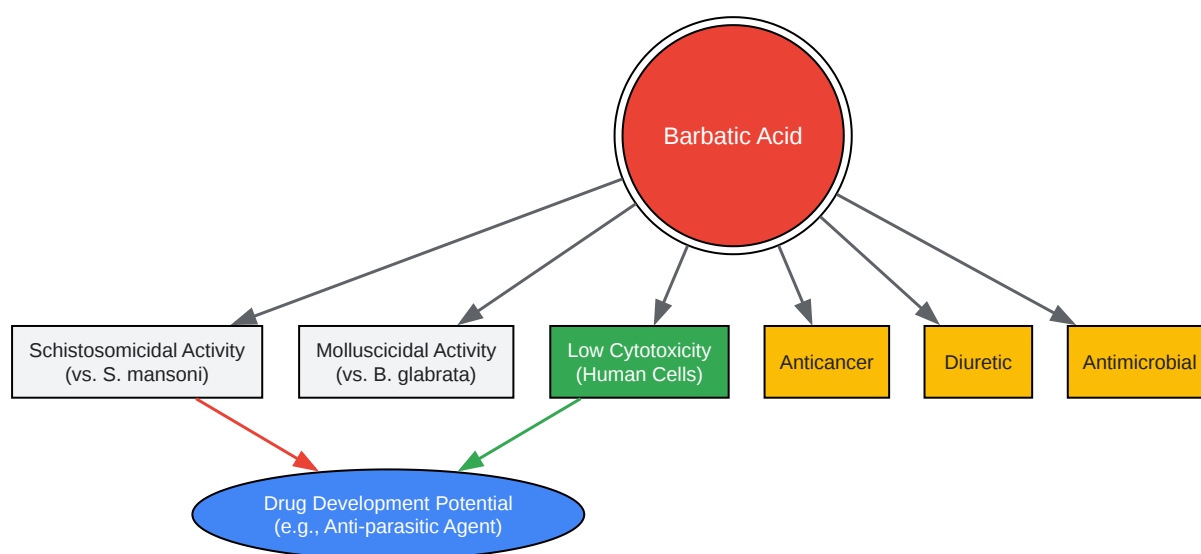 Barbatic Acid
Schistosomicidal Activity
(vs. S. mansoni)
Molluscicidal Activity
(vs. B. glabrata)
Low Cytotoxicity
(Human Cells)
Anticancer
Diuretic
Antimicrobial
Drug Development Potential
(e.g., Anti-parasitic Agent)